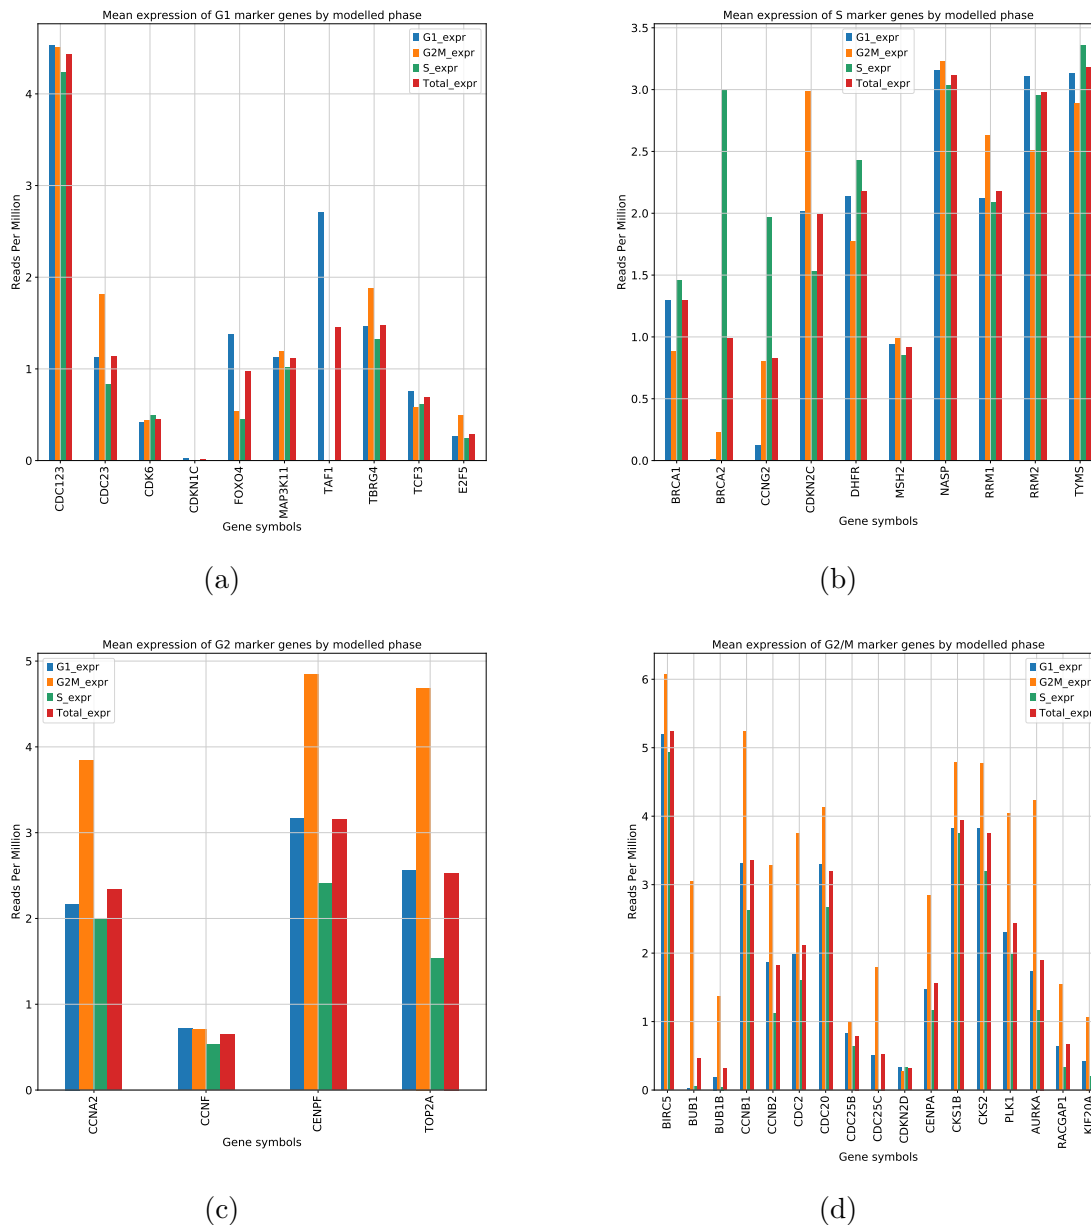 Mean expression of G1 marker genes by modelled phase
G1_expr
G2M_expr
S_expr
Total_expr
Reads Per Million
4
3
2
1
0
CDC123
CDC23
CDK6
CDKN1C
FOXO4
MAP3K11
TAF1
TBRG4
TCF3
E2F5
Gene symbols
(a)
Mean expression of S marker genes by modelled phase
G1_expr
G2M_expr
S_expr
Total_expr
Reads Per Million
3.5
3.0
2.5
2.0
1.5
1.0
0.5
0.0
BRCA1
BRCA2
CCNG2
CDKN2C
DHFR
MSH2
NASP
RRM1
RRM2
TYMS
Gene symbols
(b)
Mean expression of G2 marker genes by modelled phase
G1_expr
G2M_expr
S_expr
Total_expr
Reads Per Million
5
4
3
2
1
0
CCNA2
CCNF
CENPF
TOP2A
Gene symbols
(c)
Mean expression of G2/M marker genes by modelled phase
G1_expr
G2M_expr
S_expr
Total_expr
Reads Per Million
6
5
4
3
2
1
0
BIRC5
BUB1
BUB1B
CCNB1
CCNB2
CDC2
CDC20
CDC25B
CDC25C
CDKN2D
CENPA
CKS1B
CKS2
PLK1
AURKA
RACGAP1
KIF20A
Gene symbols
(d)